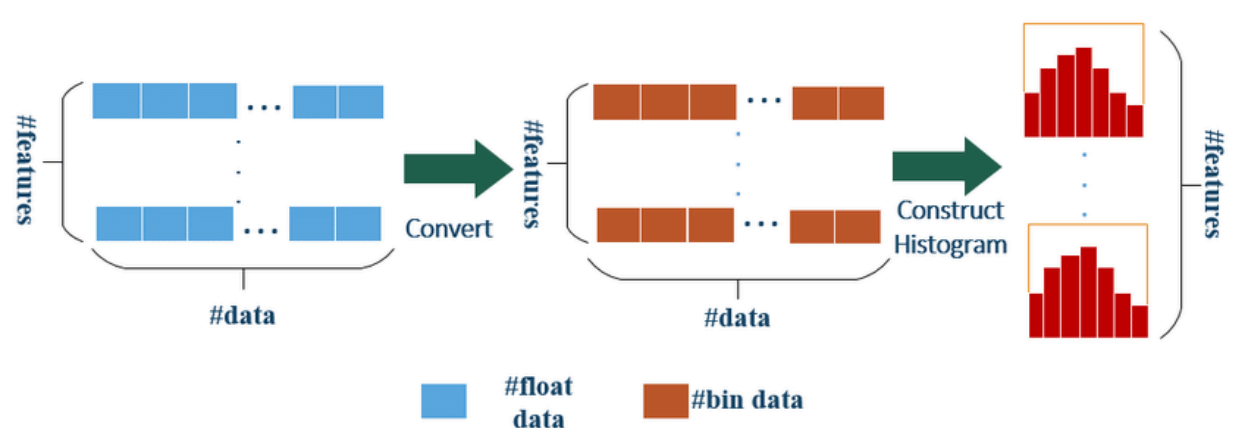 #features
#data
Convert
#features
#data
Construct
Histogram
#features
#float
data
#bin data